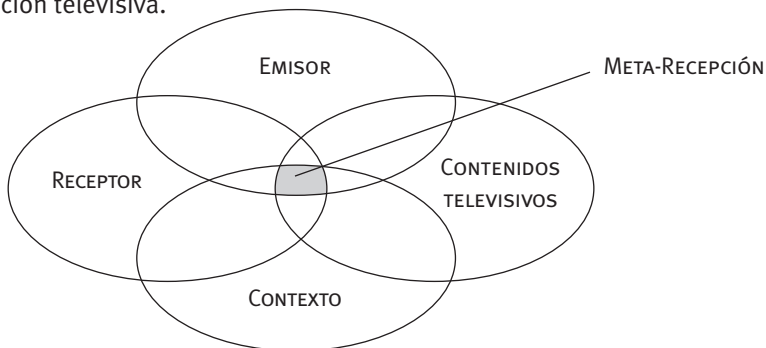 ción televisiva.
Emisor
Meta-Recepción
Receptor
Contenidos
televisivos
Contexto